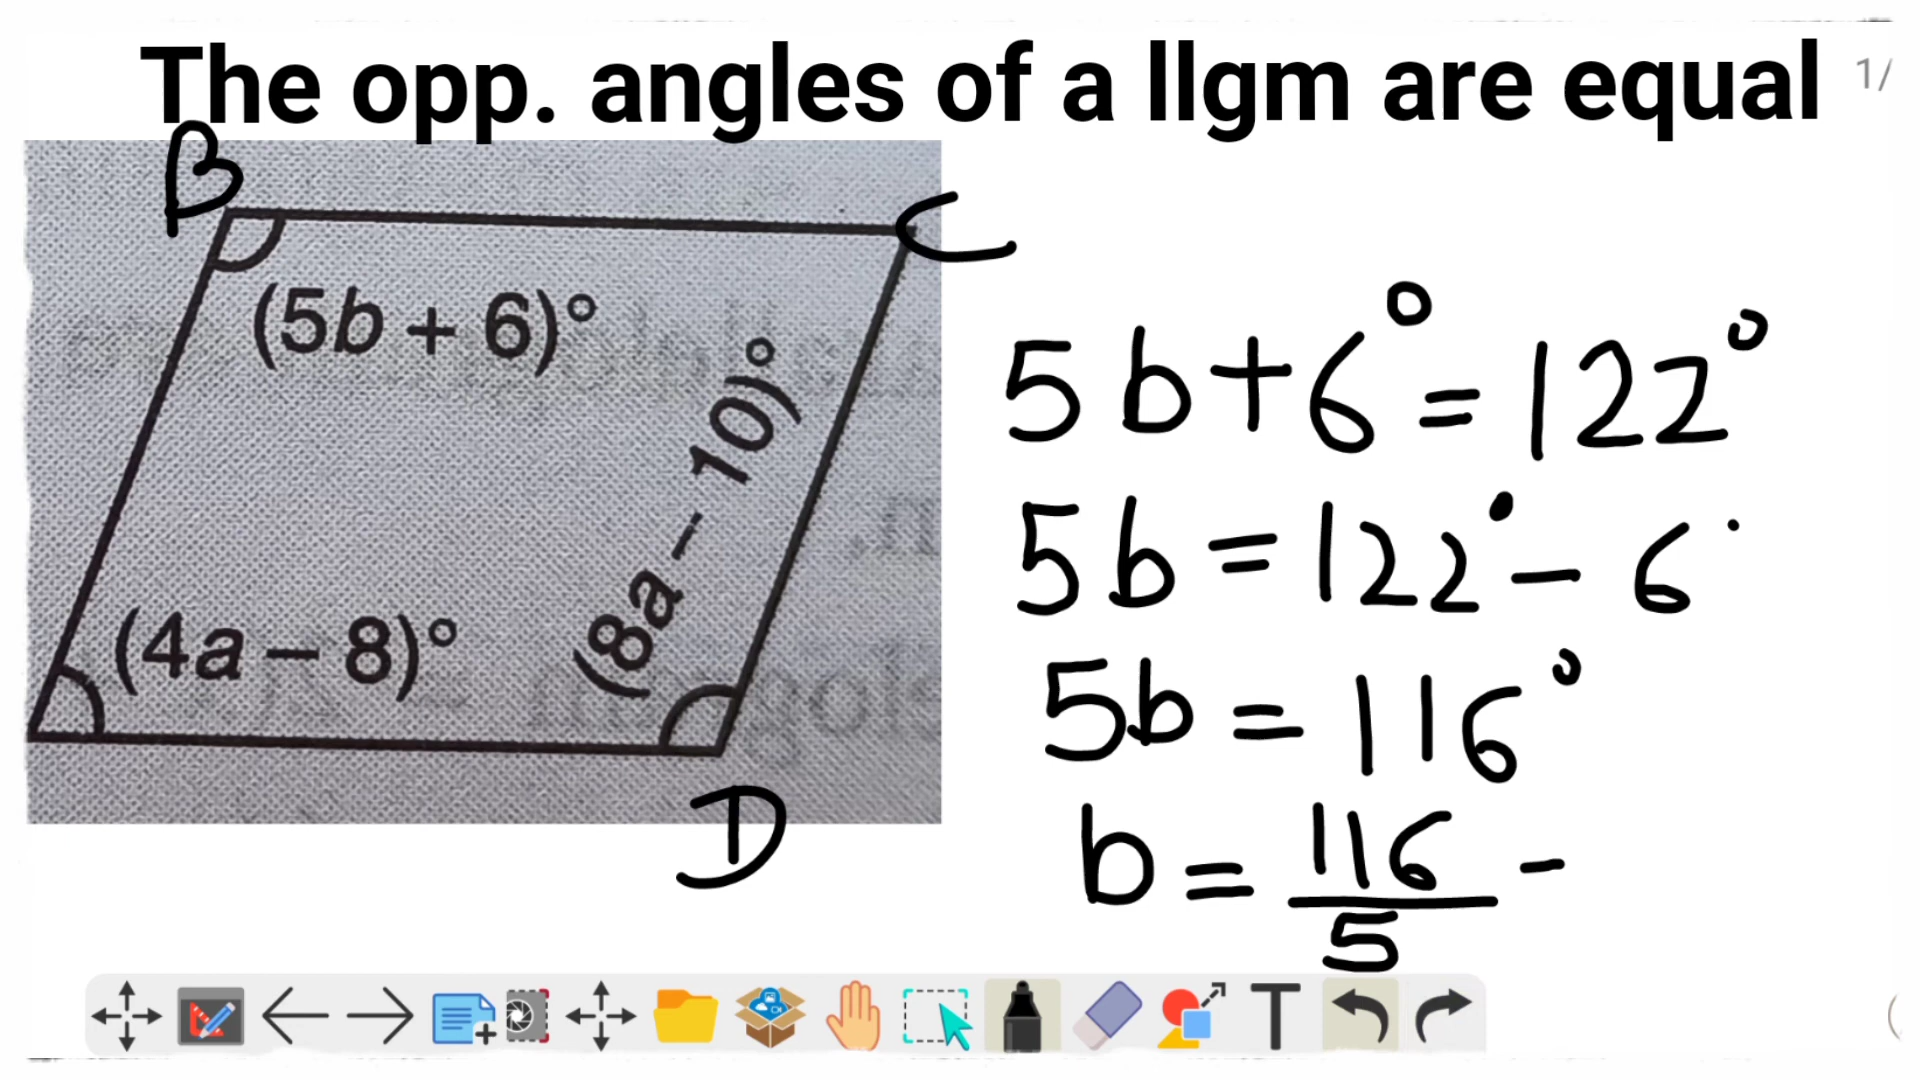 The opp. angles of a llgm are equal
1/
B
C
(5b + 6)°
(8a – 10)°
(4a – 8)°
D
5b+6° = 122°
5b = 122° – 6°
5b = 116°
b = 116/5 –
T